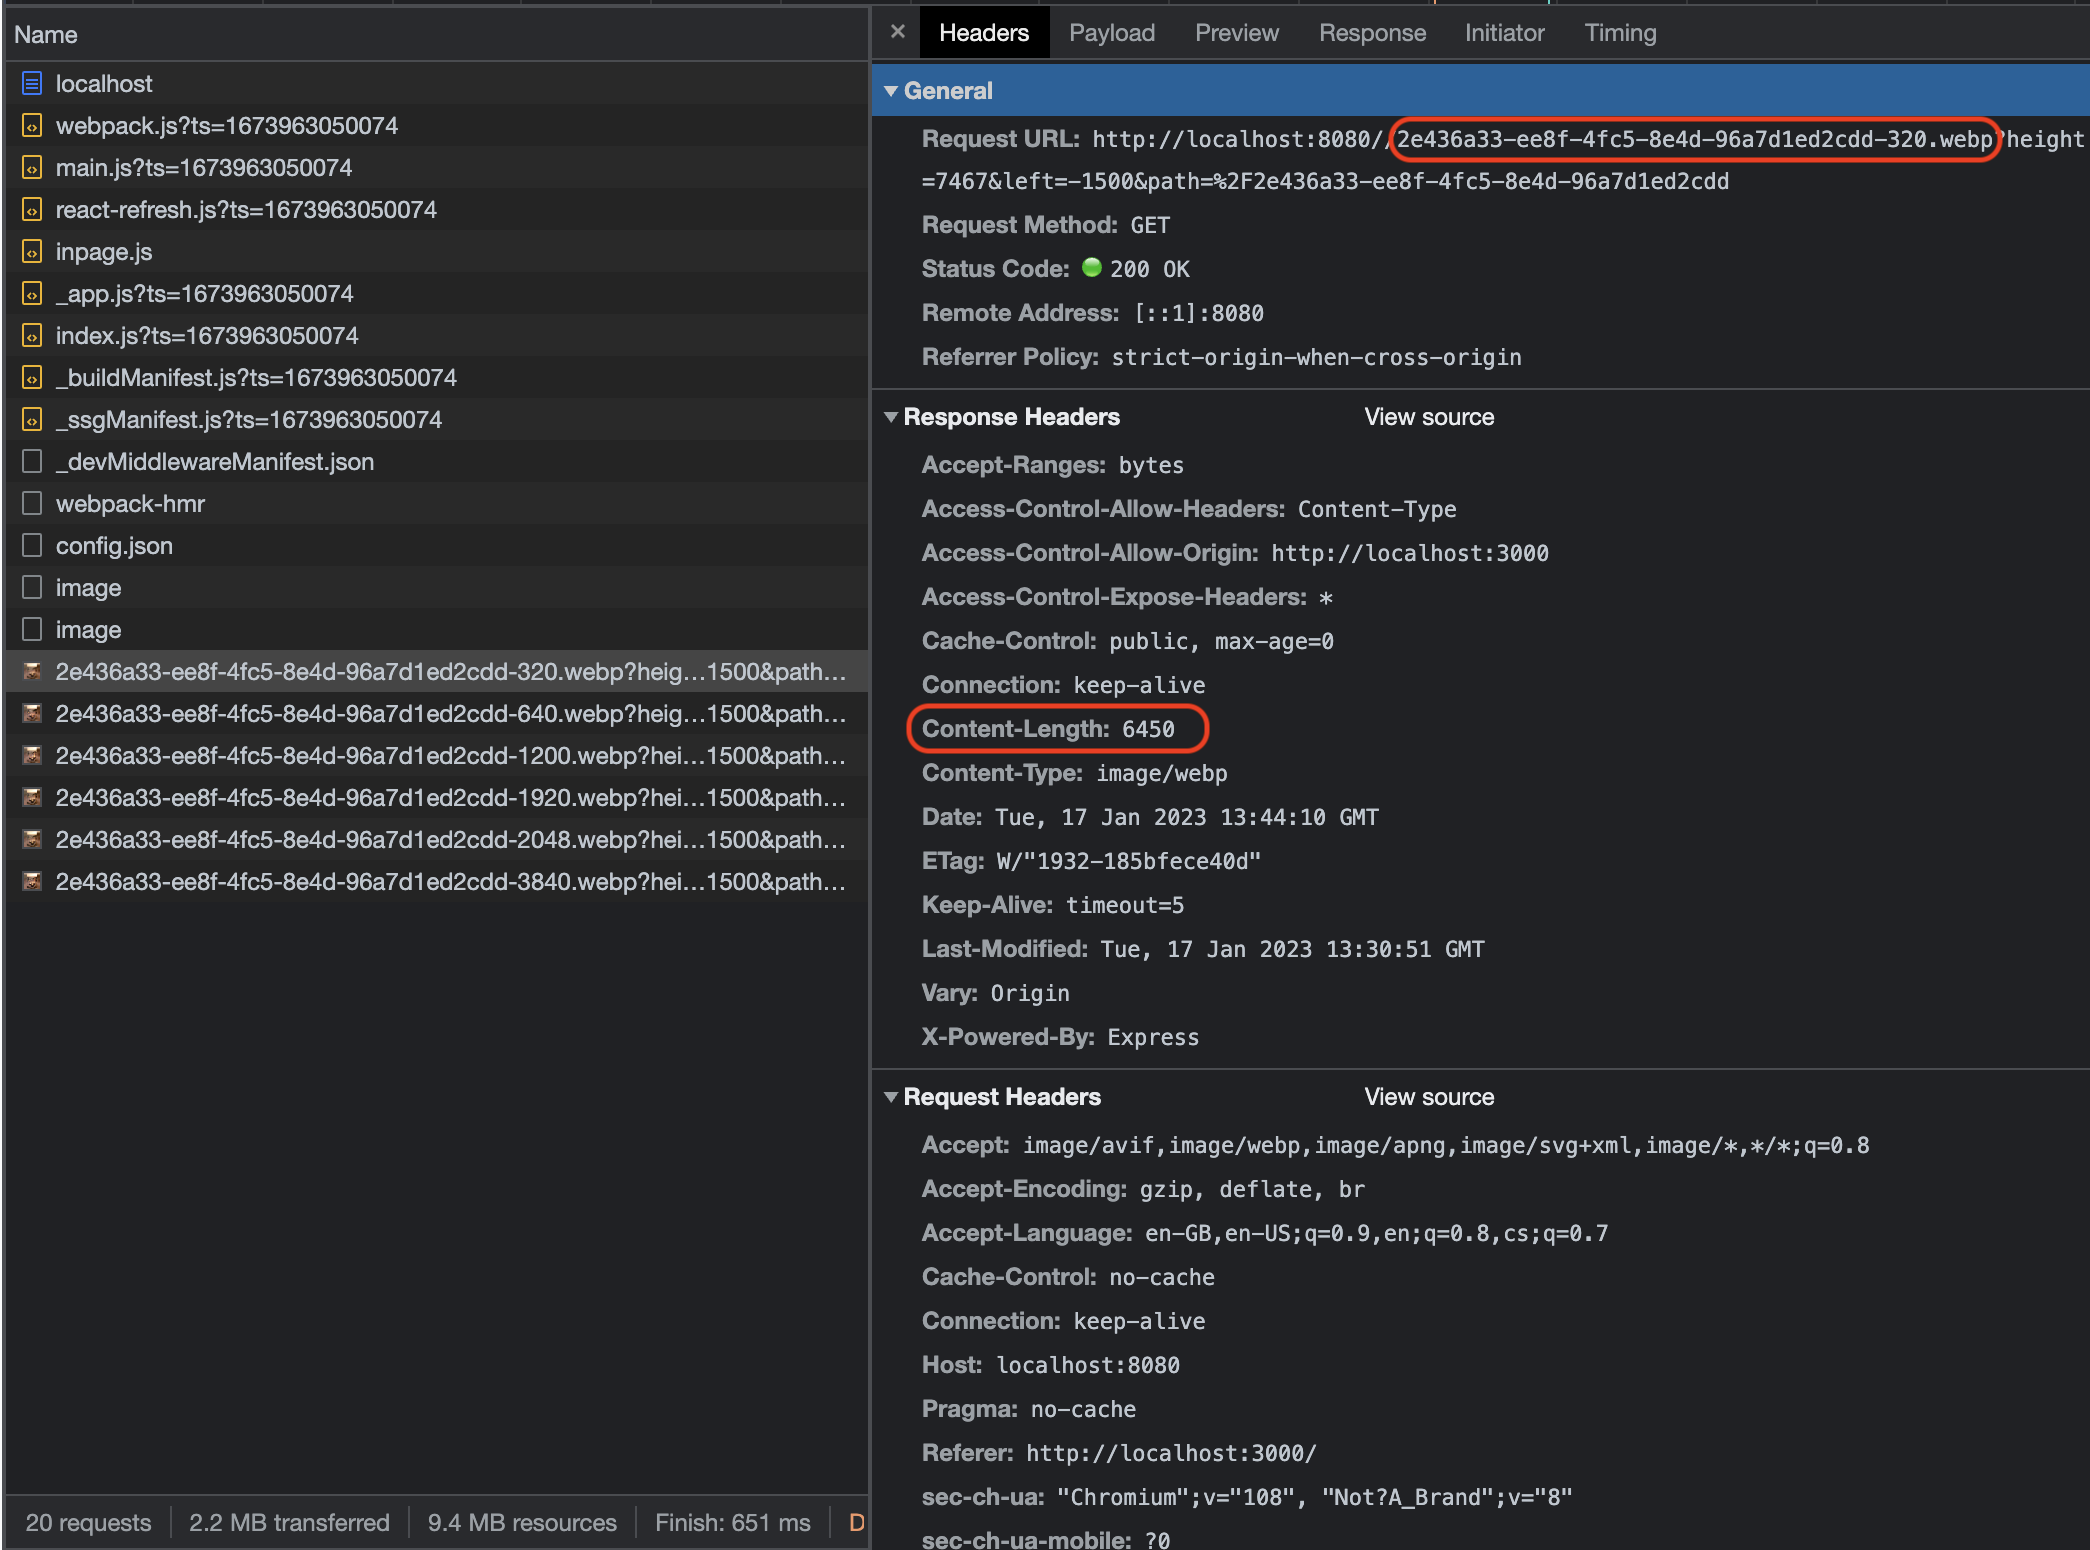 Name
localhost
webpack.js?ts=1673963050074
main.js?ts=1673963050074
react-refresh.js?ts=1673963050074
inpage.js
_app.js?ts=1673963050074
index.js?ts=1673963050074
_buildManifest.js?ts=1673963050074
_ssgManifest.js?ts=1673963050074
_devMiddlewareManifest.json
webpack-hmr
config.json
image
image
2e436a33-ee8f-4fc5-8e4d-96a7d1ed2cdd-320.webp?heig…1500&path…
2e436a33-ee8f-4fc5-8e4d-96a7d1ed2cdd-640.webp?heig…1500&path…
2e436a33-ee8f-4fc5-8e4d-96a7d1ed2cdd-1200.webp?hei…1500&path…
2e436a33-ee8f-4fc5-8e4d-96a7d1ed2cdd-1920.webp?hei…1500&path…
2e436a33-ee8f-4fc5-8e4d-96a7d1ed2cdd-2048.webp?hei…1500&path…
2e436a33-ee8f-4fc5-8e4d-96a7d1ed2cdd-3840.webp?hei…1500&path…
20 requests 2.2 MB transferred 9.4 MB resources Finish: 651 ms D
Headers Payload Preview Response Initiator Timing
General
Request URL: http://localhost:8080//2e436a33-ee8f-4fc5-8e4d-96a7d1ed2cdd-320.webp?height
=7467&left=-1500&path=%2F2e436a33-ee8f-4fc5-8e4d-96a7d1ed2cdd
Request Method: GET
Status Code: 200 OK
Remote Address: [::1]:8080
Referrer Policy: strict-origin-when-cross-origin
Response Headers View source
Accept-Ranges: bytes
Access-Control-Allow-Headers: Content-Type
Access-Control-Allow-Origin: http://localhost:3000
Access-Control-Expose-Headers: *
Cache-Control: public, max-age=0
Connection: keep-alive
Content-Length: 6450
Content-Type: image/webp
Date: Tue, 17 Jan 2023 13:44:10 GMT
ETag: W/"1932-185bfece40d"
Keep-Alive: timeout=5
Last-Modified: Tue, 17 Jan 2023 13:30:51 GMT
Vary: Origin
X-Powered-By: Express
Request Headers View source
Accept: image/avif,image/webp,image/apng,image/svg+xml,image/*,*/*;q=0.8
Accept-Encoding: gzip, deflate, br
Accept-Language: en-GB,en-US;q=0.9,en;q=0.8,cs;q=0.7
Cache-Control: no-cache
Connection: keep-alive
Host: localhost:8080
Pragma: no-cache
Referer: http://localhost:3000/
sec-ch-ua: "Chromium";v="108", "Not?A_Brand";v="8"
sec-ch-ua-mobile: ?0